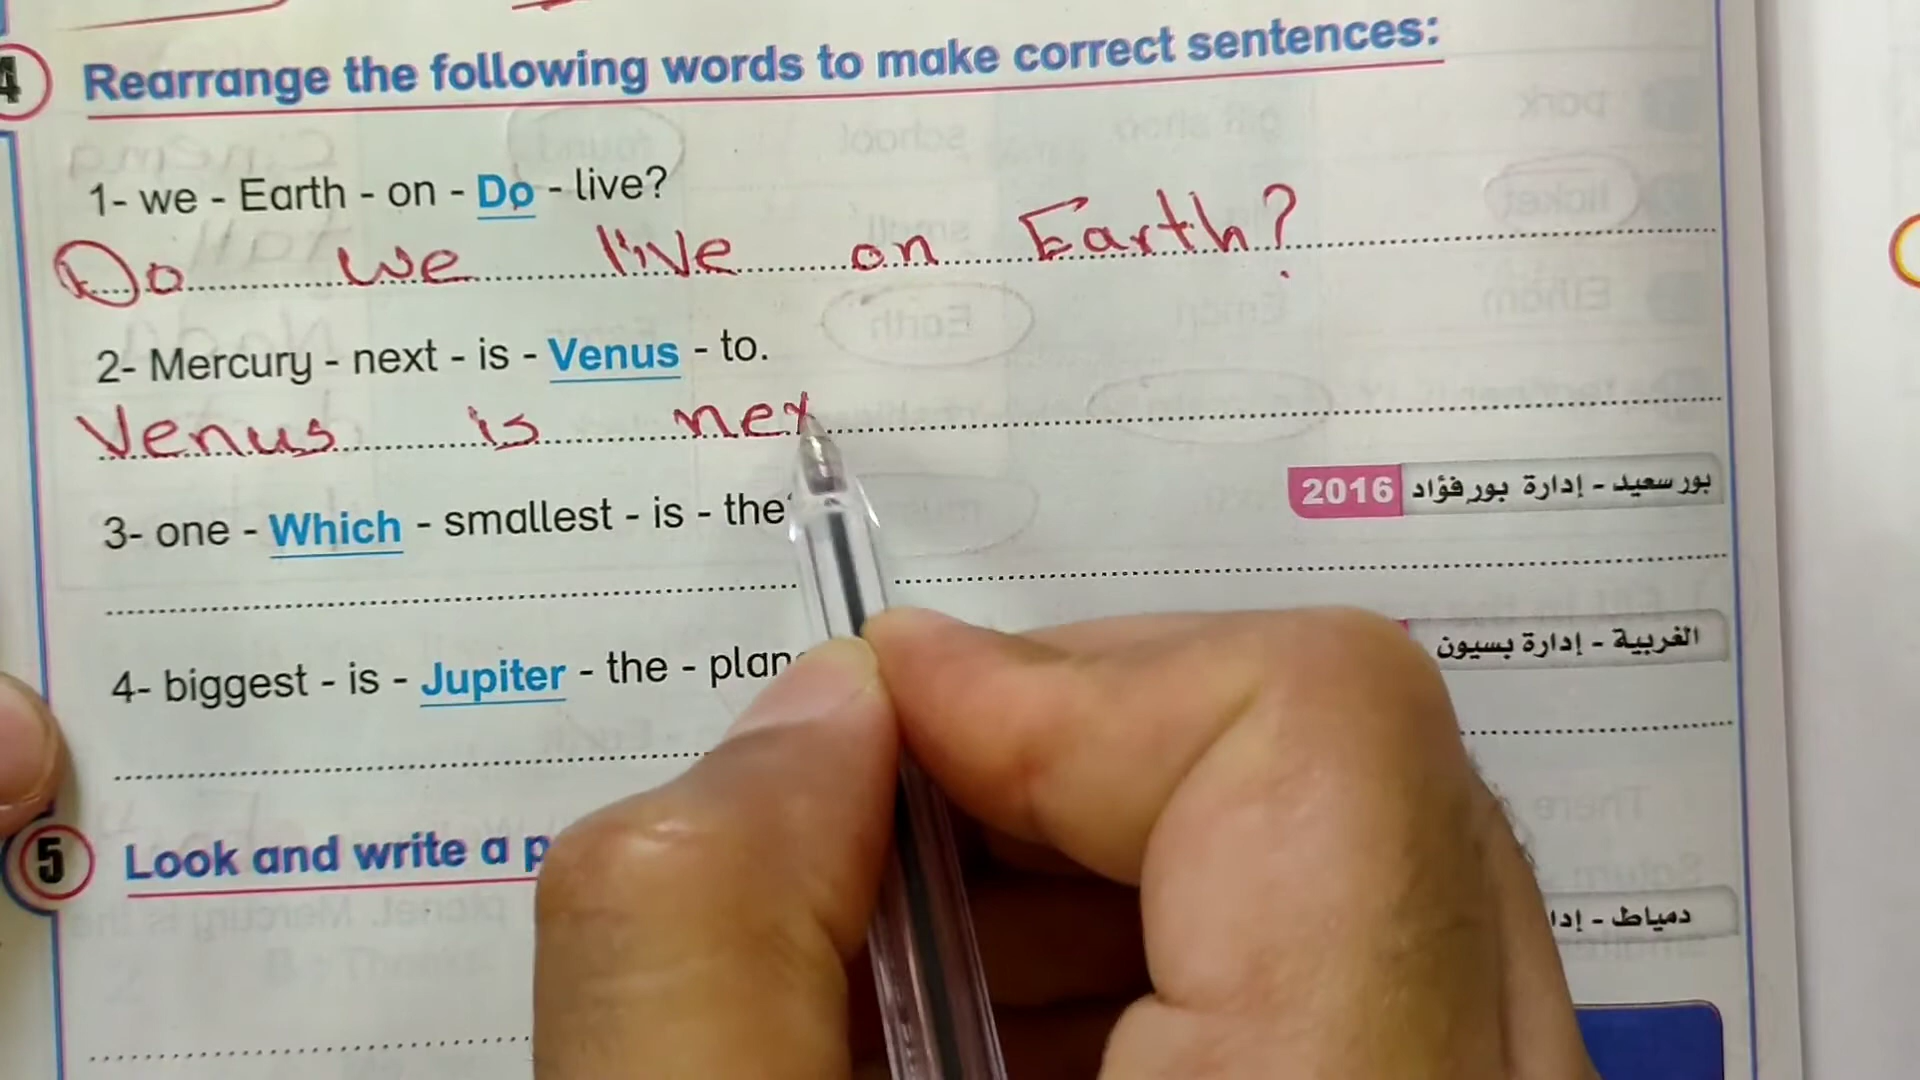 4 Rearrange the following words to make correct sentences:
1- we - Earth - on - Do - live?
Do we live on Earth?
2- Mercury - next - is - Venus - to.
Venus is nex
3- one - Which - smallest - is - the
2016 بورسعيد - إدارة بورفؤاد
4- biggest - is - Jupiter - the - plan
الغربية - إدارة بسيون
5 Look and write a p
دمياط - إدا